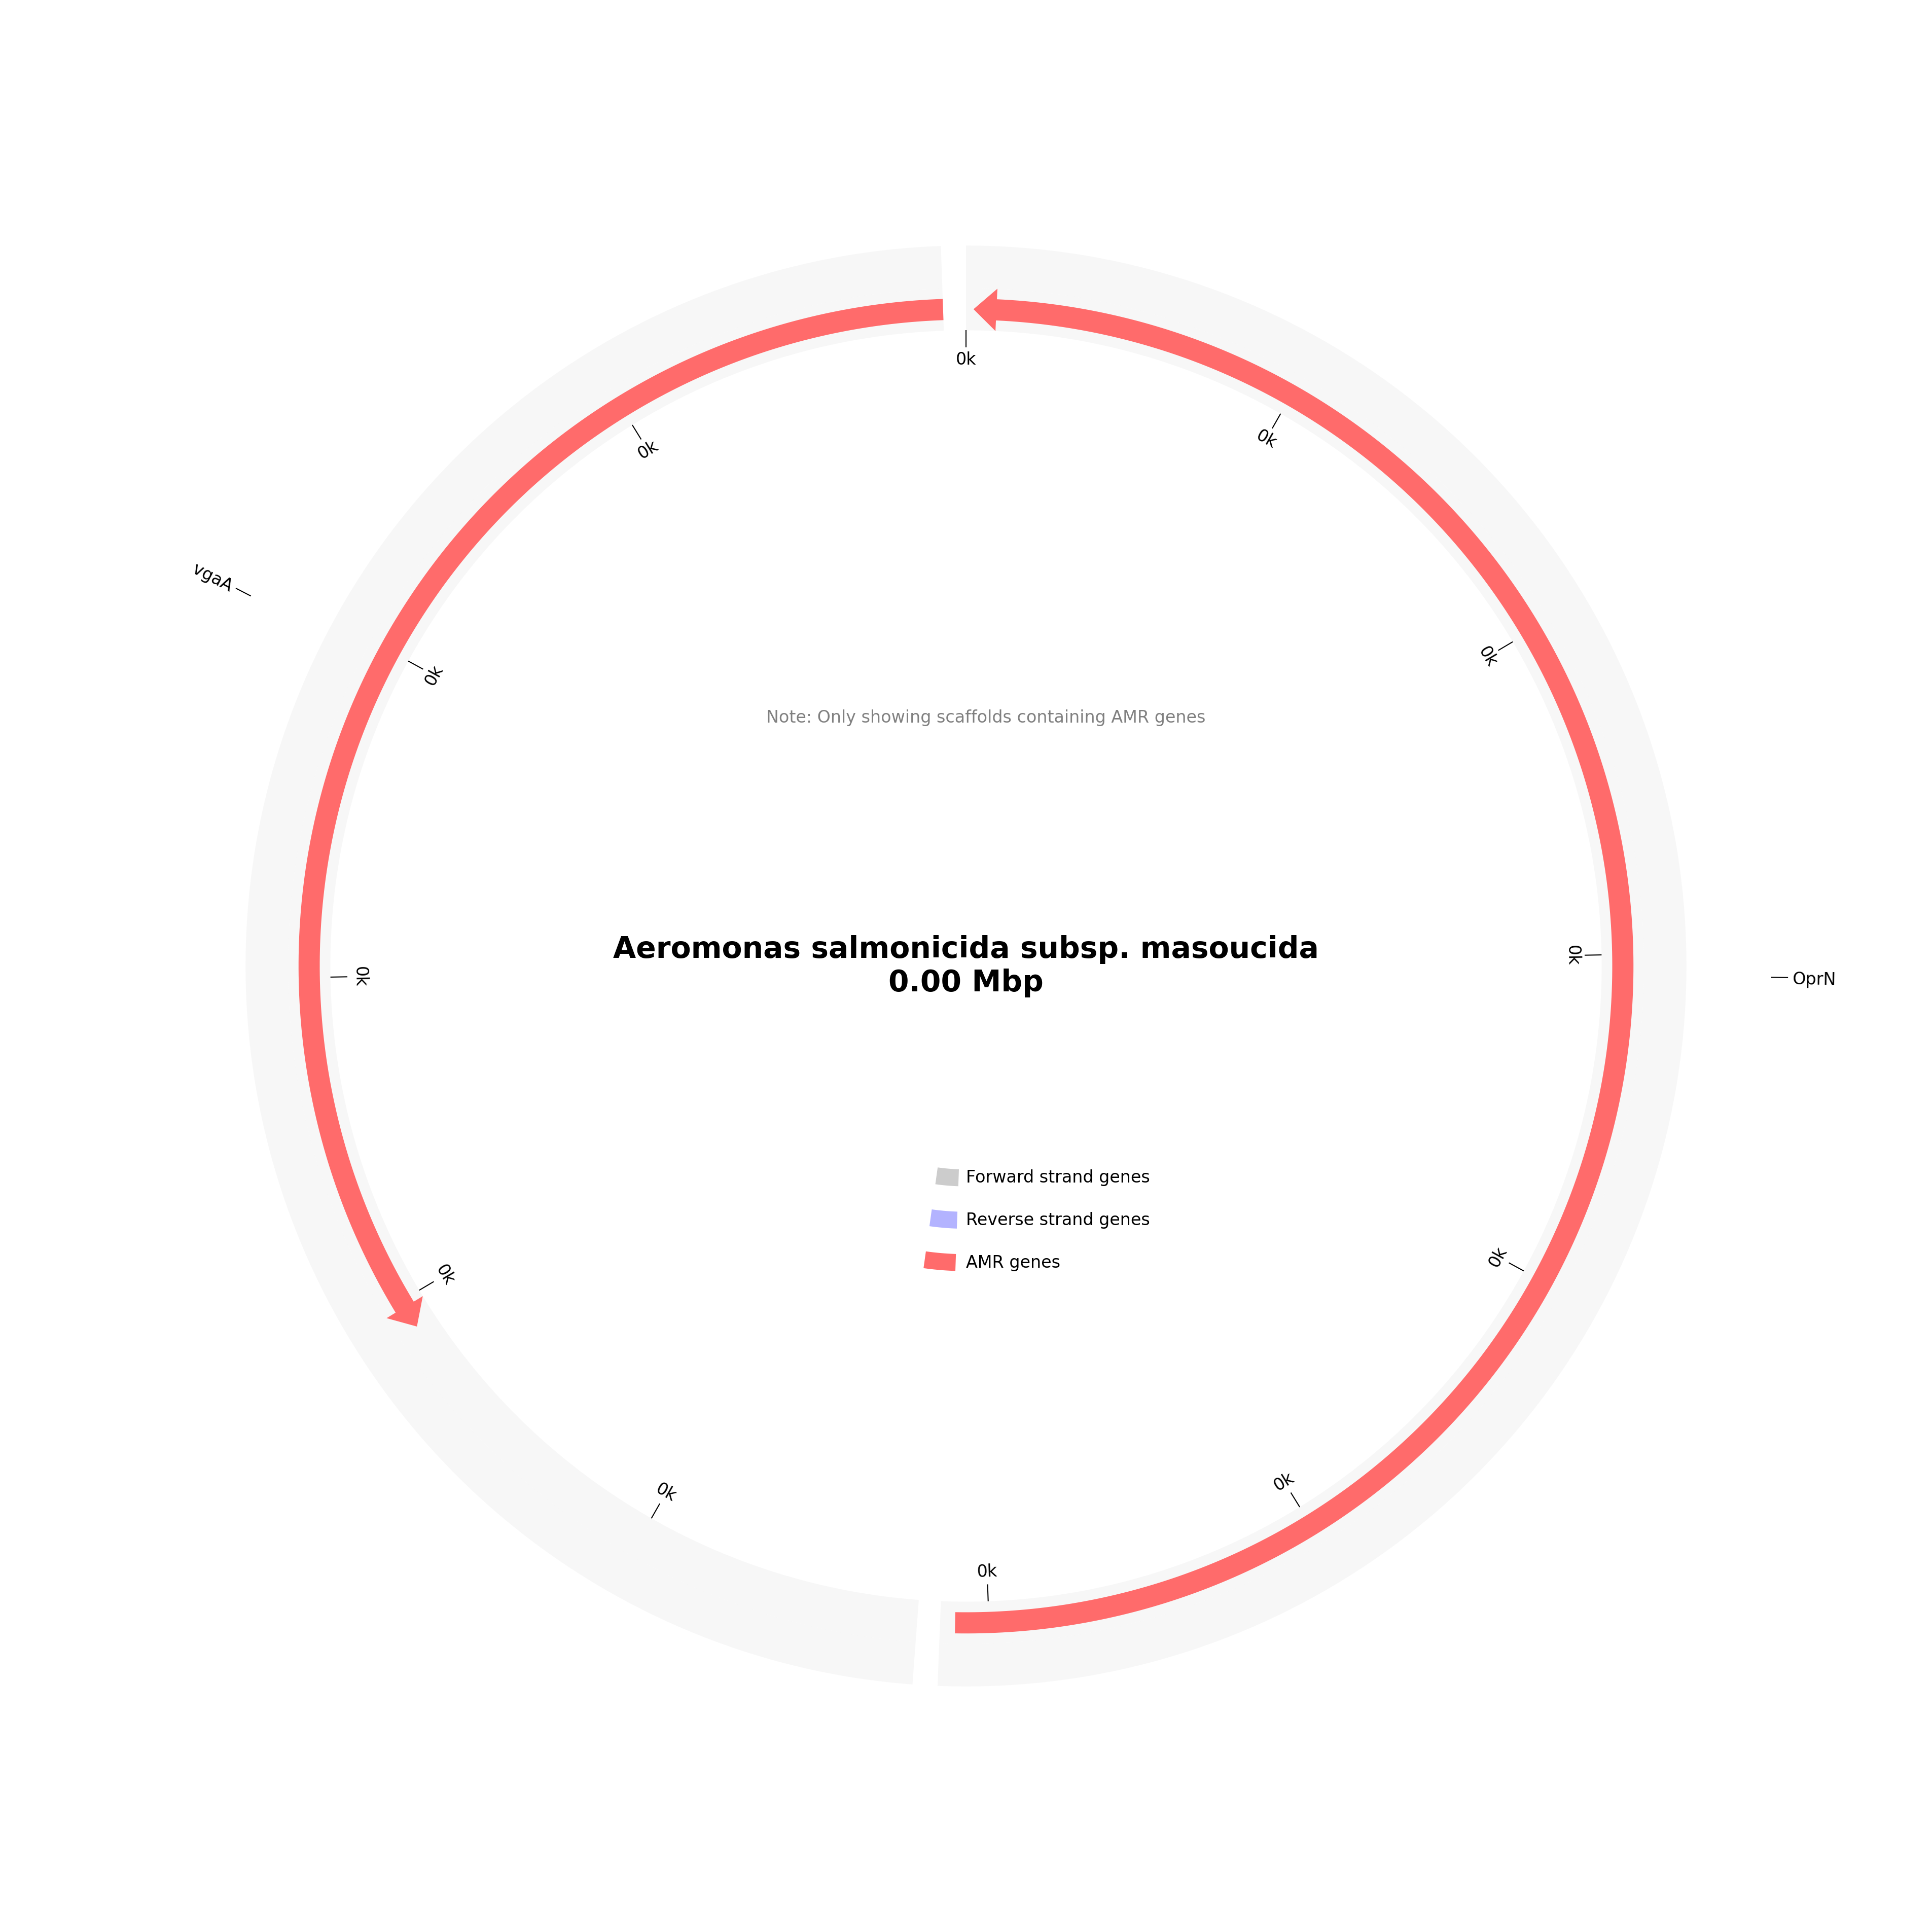 0k
0k
0k
0k
vgaA
0k
0k
Note: Only showing scaffolds containing AMR genes
Aeromonas salmonicida subsp. masoucida
0.00 Mbp
0k
0k
OprN
Forward strand genes
Reverse strand genes
AMR genes
0k
0k
0k
0k
0k